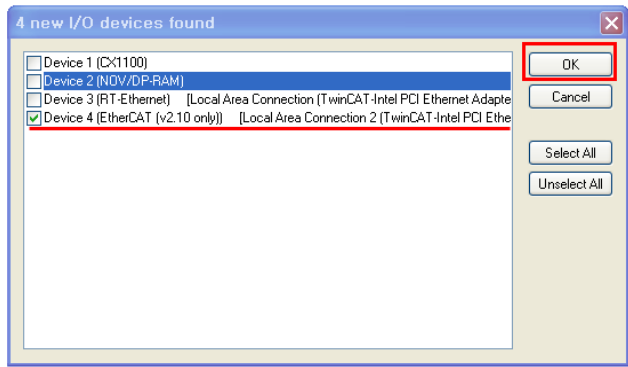 4 new I/O devices found
Device 1 (CX1100)
Device 2 (NOV/DP-RAM)
Device 3 (RT-Ethernet) [Local Area Connection (TwinCAT-Intel PCI Ethernet Adapte
Device 4 (EtherCAT (v2.10 only)) [Local Area Connection 2 (TwinCAT-Intel PCI Ethe
OK
Cancel
Select All
Unselect All